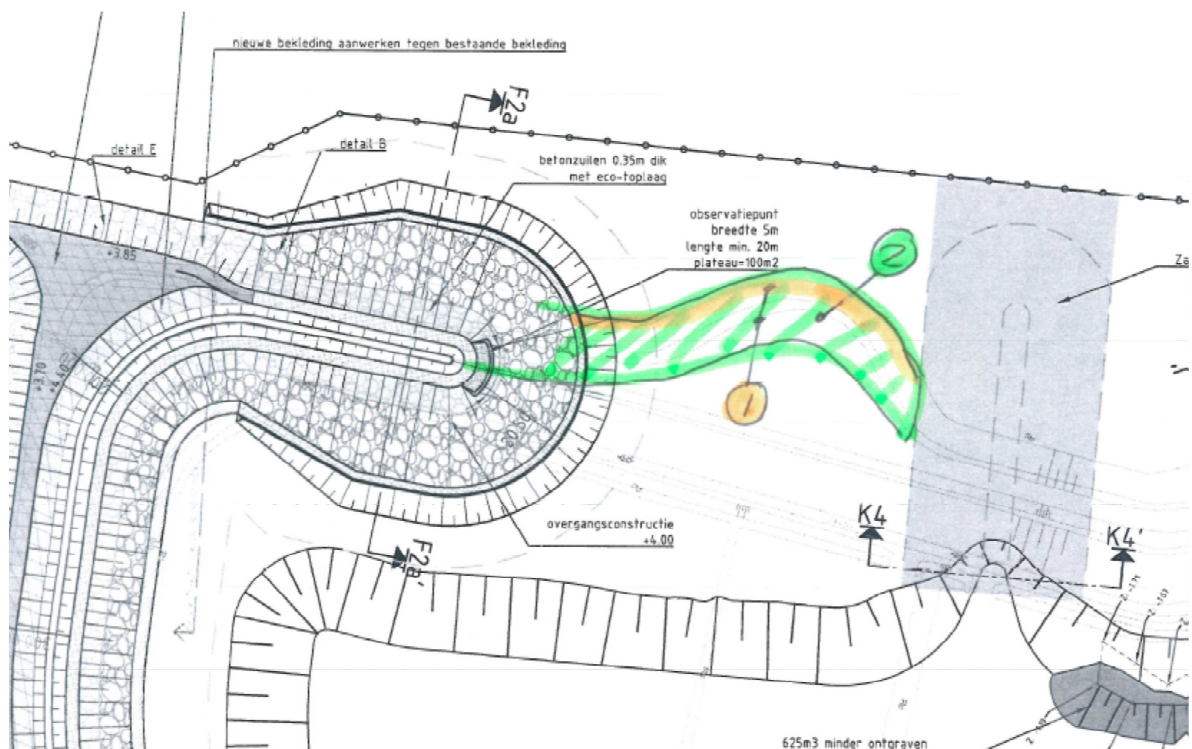 nieuwe bekleding aanwerken tegen bestaande bekleding
F2a
detail E
detail B
betonzuilen 0.35m dik
met eco-toplaag
observatiepunt
breedte 5m
lengte min. 20m
plateau=100m2
2
Za
+3.85
+3.70
1
overgangsconstructie
+4.00
K4
K4'
F2a'
625m3 minder ontgraven